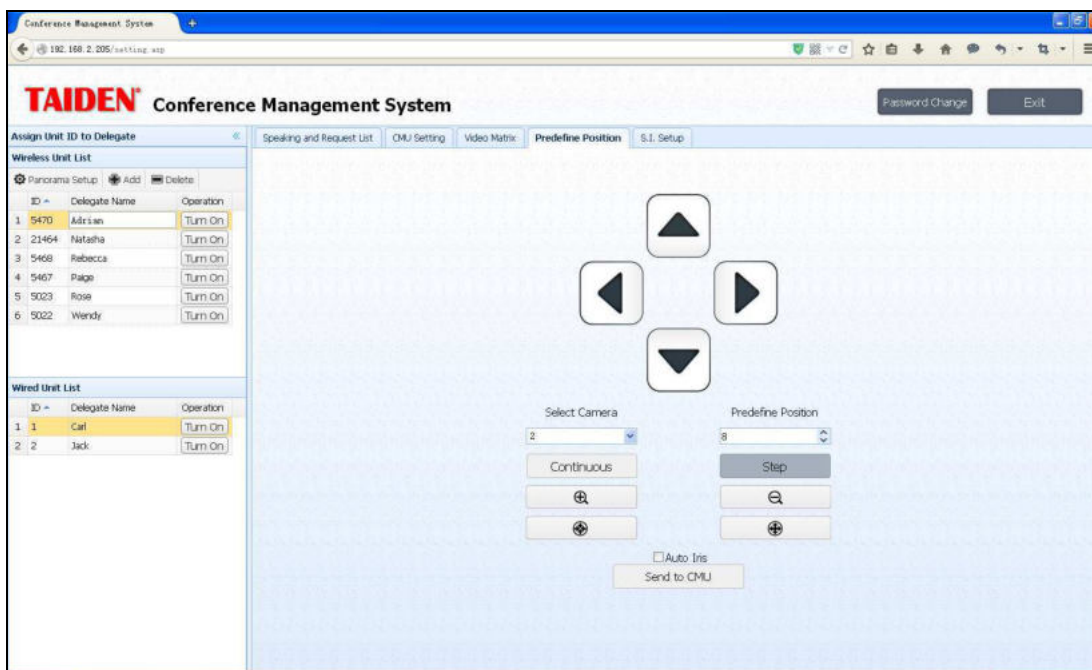 Conference Management System
192.168.2.205/setting.asp
TAIDEN® Conference Management System
Password Change
Exit
Assign Unit ID to Delegate «
Wireless Unit List
Panorama Setup Add Delete
ID Delegate Name Operation
1 5470 Adrian Turn On
2 21464 Natasha Turn On
3 5468 Rebecca Turn On
4 5467 Paige Turn On
5 5023 Rose Turn On
6 5022 Wendy Turn On
Wired Unit List
ID Delegate Name Operation
1 1 Carl Turn On
2 2 Jack Turn On
Speaking and Request List CMU Setting Video Matrix Predefine Position S.I. Setup
Select Camera Predefine Position
2 8
Continuous Step
Auto Iris
Send to CMU